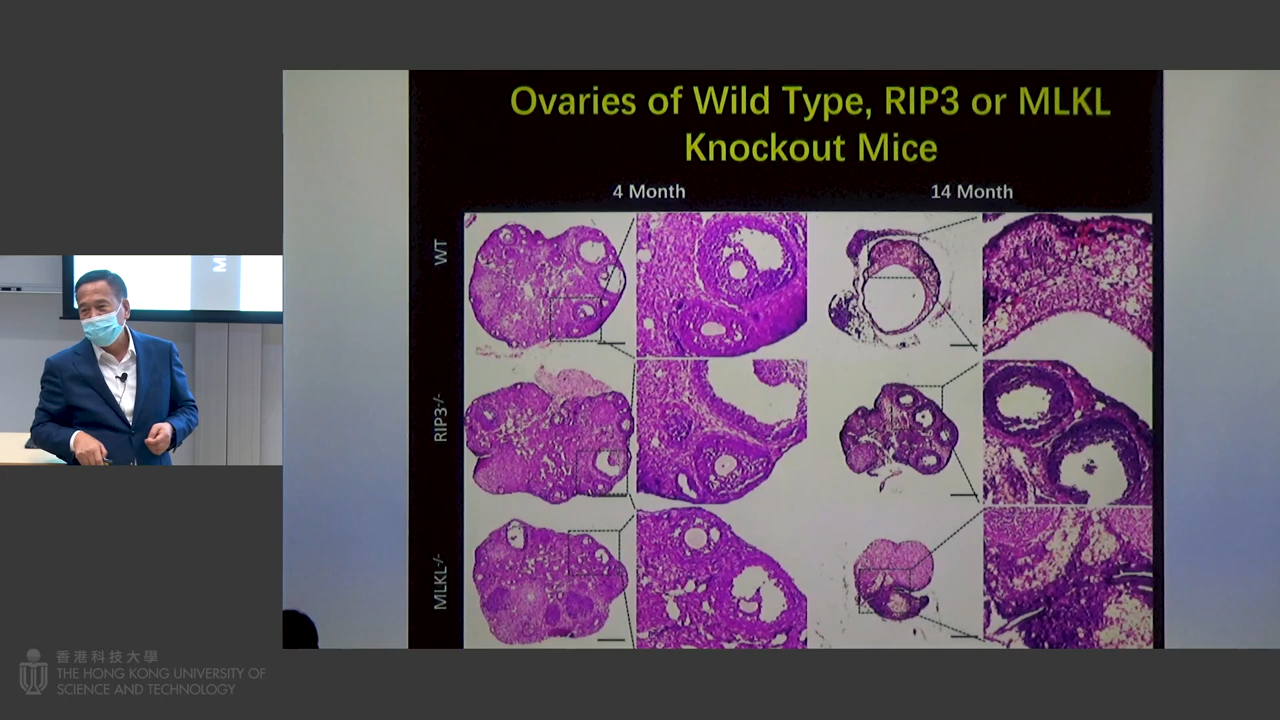 Ovaries of Wild Type, RIP3 or MLKL
Knockout Mice
4 Month
14 Month
WT
RIP3-/-
MLKL-/-
香港科技大學
THE HONG KONG UNIVERSITY OF
SCIENCE AND TECHNOLOGY